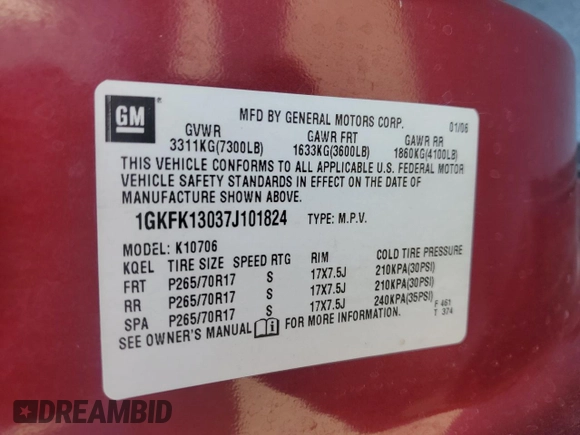 GM
MFD BY GENERAL MOTORS CORP. 01/06
GVWR GAWR FRT GAWR RR
3311KG(7300LB) 1633KG(3600LB) 1860KG(4100LB)
THIS VEHICLE CONFORMS TO ALL APPLICABLE U.S. FEDERAL MOTOR
VEHICLE SAFETY STANDARDS IN EFFECT ON THE DATE OF
MANUFACTURE SHOWN ABOVE.
1GKFK13037J101824 TYPE: M.P.V.
MODEL: K10706
KQEL TIRE SIZE SPEED RTG RIM COLD TIRE PRESSURE
FRT P265/70R17 S 17X7.5J 210KPA(30PSI)
RR P265/70R17 S 17X7.5J 210KPA(30PSI)
SPA P265/70R17 S 17X7.5J 240KPA(35PSI)
F 461
T 374
SEE OWNER'S MANUAL FOR MORE INFORMATION.
DREAMBID